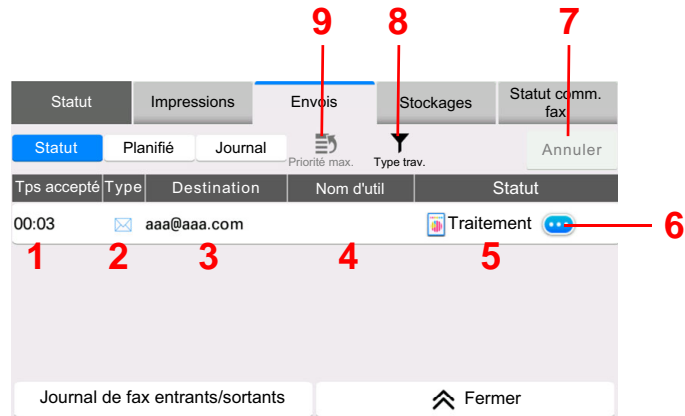 9 8 7
Statut Impressions Envois Stockages Statut comm. fax
Statut Planifié Journal Priorité max. Type trav. Annuler
Tps accepté Type Destination Nom d'util Statut
00:03 aaa@aaa.com Traitement 6
1 2 3 4 5
Journal de fax entrants/sortants Fermer